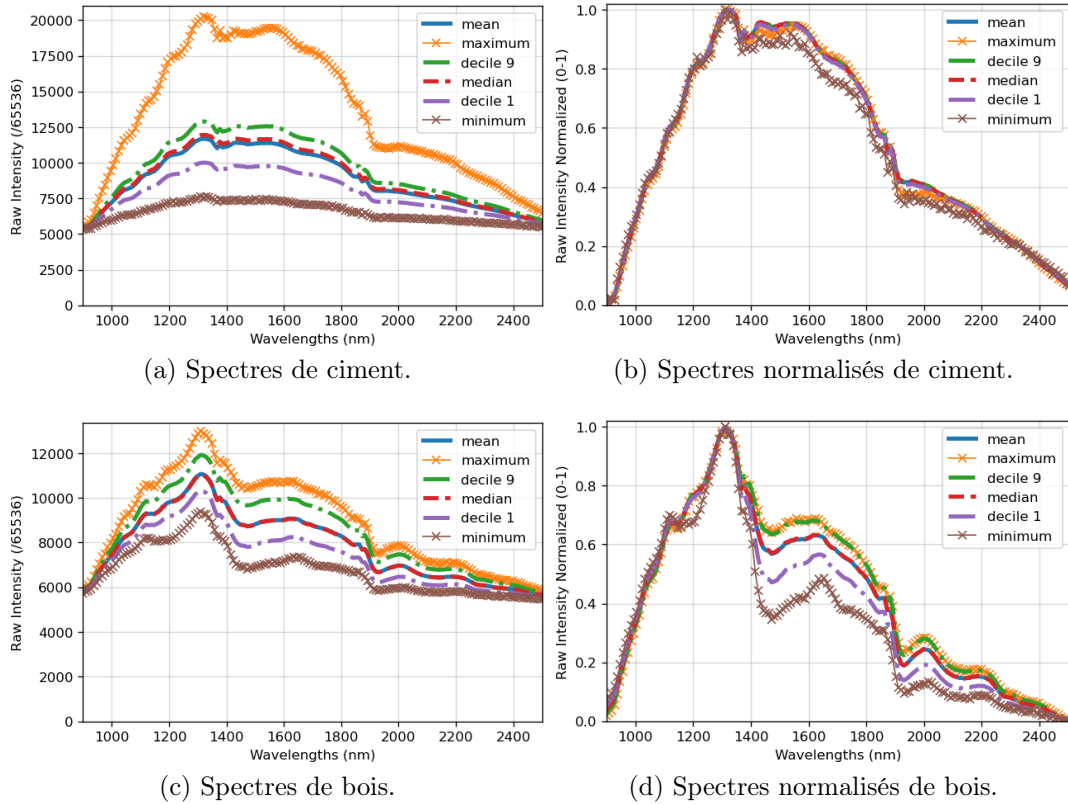 20000
17500
15000
12500
10000
7500
5000
2500
0
Raw Intensity (/65536)
mean
maximum
decile 9
median
decile 1
minimum
1000 1200 1400 1600 1800 2000 2200 2400
Wavelengths (nm)
(a) Spectres de ciment.
1.0
0.8
0.6
0.4
0.2
0.0
Raw Intensity Normalized (0-1)
mean
maximum
decile 9
median
decile 1
minimum
1000 1200 1400 1600 1800 2000 2200 2400
Wavelengths (nm)
(b) Spectres normalisés de ciment.
12000
10000
8000
6000
4000
2000
0
Raw Intensity (/65536)
mean
maximum
decile 9
median
decile 1
minimum
1000 1200 1400 1600 1800 2000 2200 2400
Wavelengths (nm)
(c) Spectres de bois.
1.0
0.8
0.6
0.4
0.2
0.0
Raw Intensity Normalized (0-1)
mean
maximum
decile 9
median
decile 1
minimum
1000 1200 1400 1600 1800 2000 2200 2400
Wavelengths (nm)
(d) Spectres normalisés de bois.